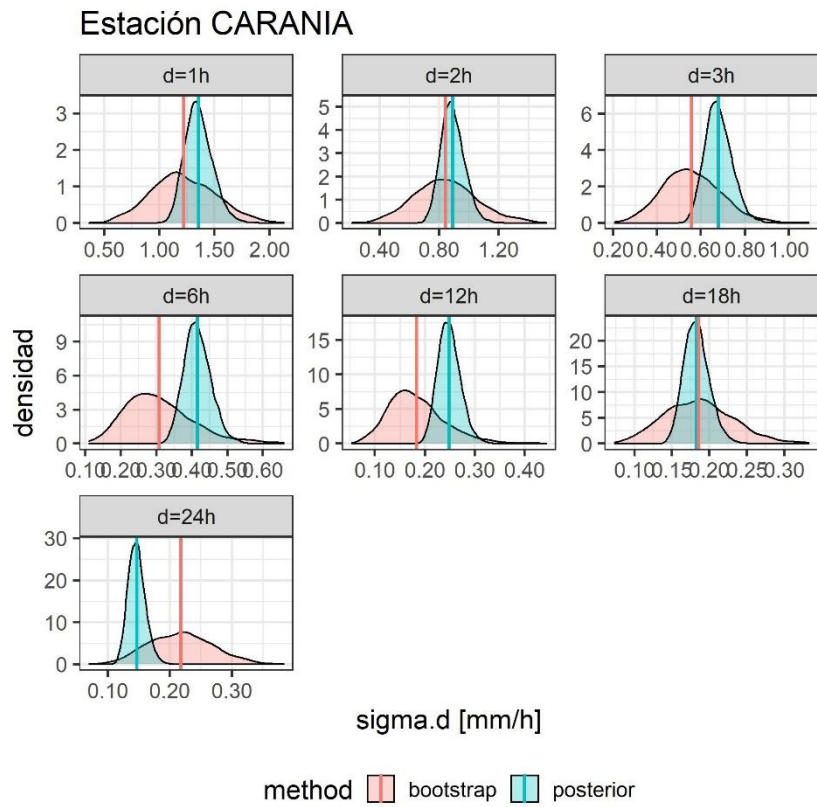 Estación CARANIA
d=1h d=2h d=3h
3 2 1 0 5 4 3 2 1 0 6 4 2 0
0.50 1.00 1.50 2.00 0.40 0.80 1.20 0.20 0.40 0.60 0.80 1.00
d=6h d=12h d=18h
9 6 3 0 15 10 5 0 20 15 10 5 0
0.10 0.20 0.30 0.40 0.50 0.60 0.10 0.20 0.30 0.40 0.10 0.15 0.20 0.25 0.30
densidad
d=24h
30 20 10 0
0.10 0.20 0.30
sigma.d [mm/h]
method bootstrap posterior